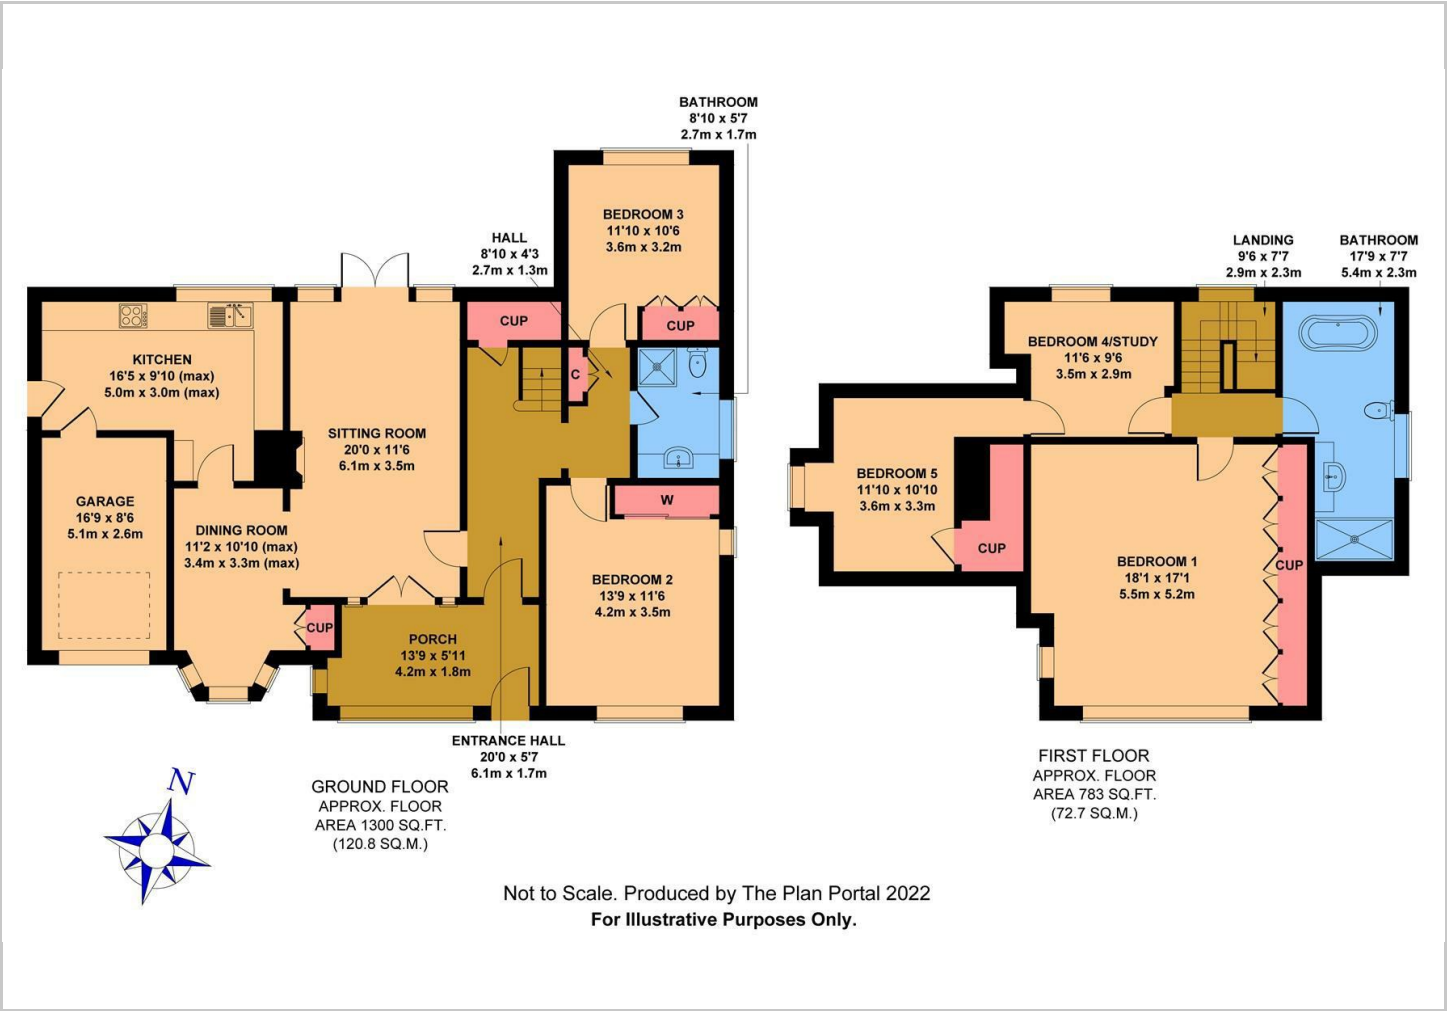 BATHROOM
8'10 x 5'7
2.7m x 1.7m
BEDROOM 3
11'10 x 10'6
3.6m x 3.2m
HALL
8'10 x 4'3
2.7m x 1.3m
CUP
CUP
C
KITCHEN
16'5 x 9'10 (max)
5.0m x 3.0m (max)
SITTING ROOM
20'0 x 11'6
6.1m x 3.5m
GARAGE
16'9 x 8'6
5.1m x 2.6m
DINING ROOM
11'2 x 10'10 (max)
3.4m x 3.3m (max)
W
BEDROOM 2
13'9 x 11'6
4.2m x 3.5m
CUP
PORCH
13'9 x 5'11
4.2m x 1.8m
ENTRANCE HALL
20'0 x 5'7
6.1m x 1.7m
GROUND FLOOR
APPROX. FLOOR
AREA 1300 SQ.FT.
(120.8 SQ.M.)
N
LANDING
9'6 x 7'7
2.9m x 2.3m
BATHROOM
17'9 x 7'7
5.4m x 2.3m
BEDROOM 4/STUDY
11'6 x 9'6
3.5m x 2.9m
BEDROOM 5
11'10 x 10'10
3.6m x 3.3m
CUP
BEDROOM 1
18'1 x 17'1
5.5m x 5.2m
CUP
FIRST FLOOR
APPROX. FLOOR
AREA 783 SQ.FT.
(72.7 SQ.M.)
Not to Scale. Produced by The Plan Portal 2022
For Illustrative Purposes Only.